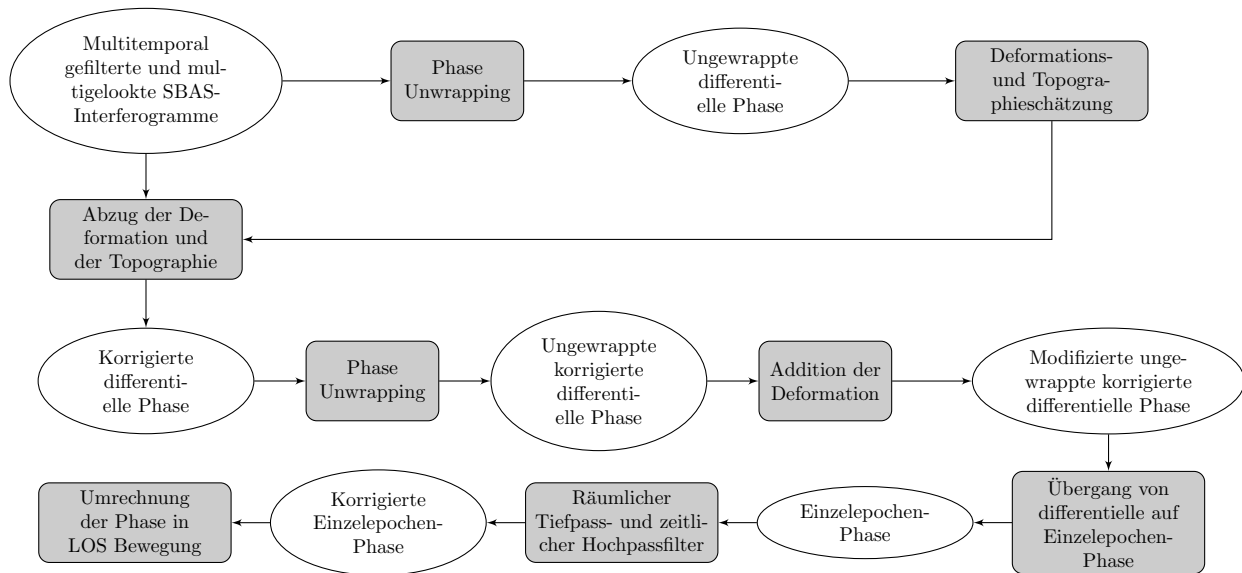 Multitemporal
gefilterte und mul-
tigelookte SBAS-
Interferogramme
Phase
Unwrapping
Ungewrappte
differenti-
elle Phase
Deformations-
und Topogra-
phieschätzung
Abzug der De-
formation und
der Topographie
Korrigierte
differenti-
elle Phase
Phase
Unwrapping
Ungewrappte
korrigierte
differenti-
elle Phase
Addition der
Deformation
Modifizierte unge-
wrappte korrigierte
differentielle Phase
Übergang von
differentielle auf
Einzelepochen-
Phase
Einzelepochen-
Phase
Räumlicher
Tiefpass- und zeitli-
cher Hochpassfilter
Korrigierte
Einzelepochen-
Phase
Umrechnung
der Phase in
LOS Bewegung